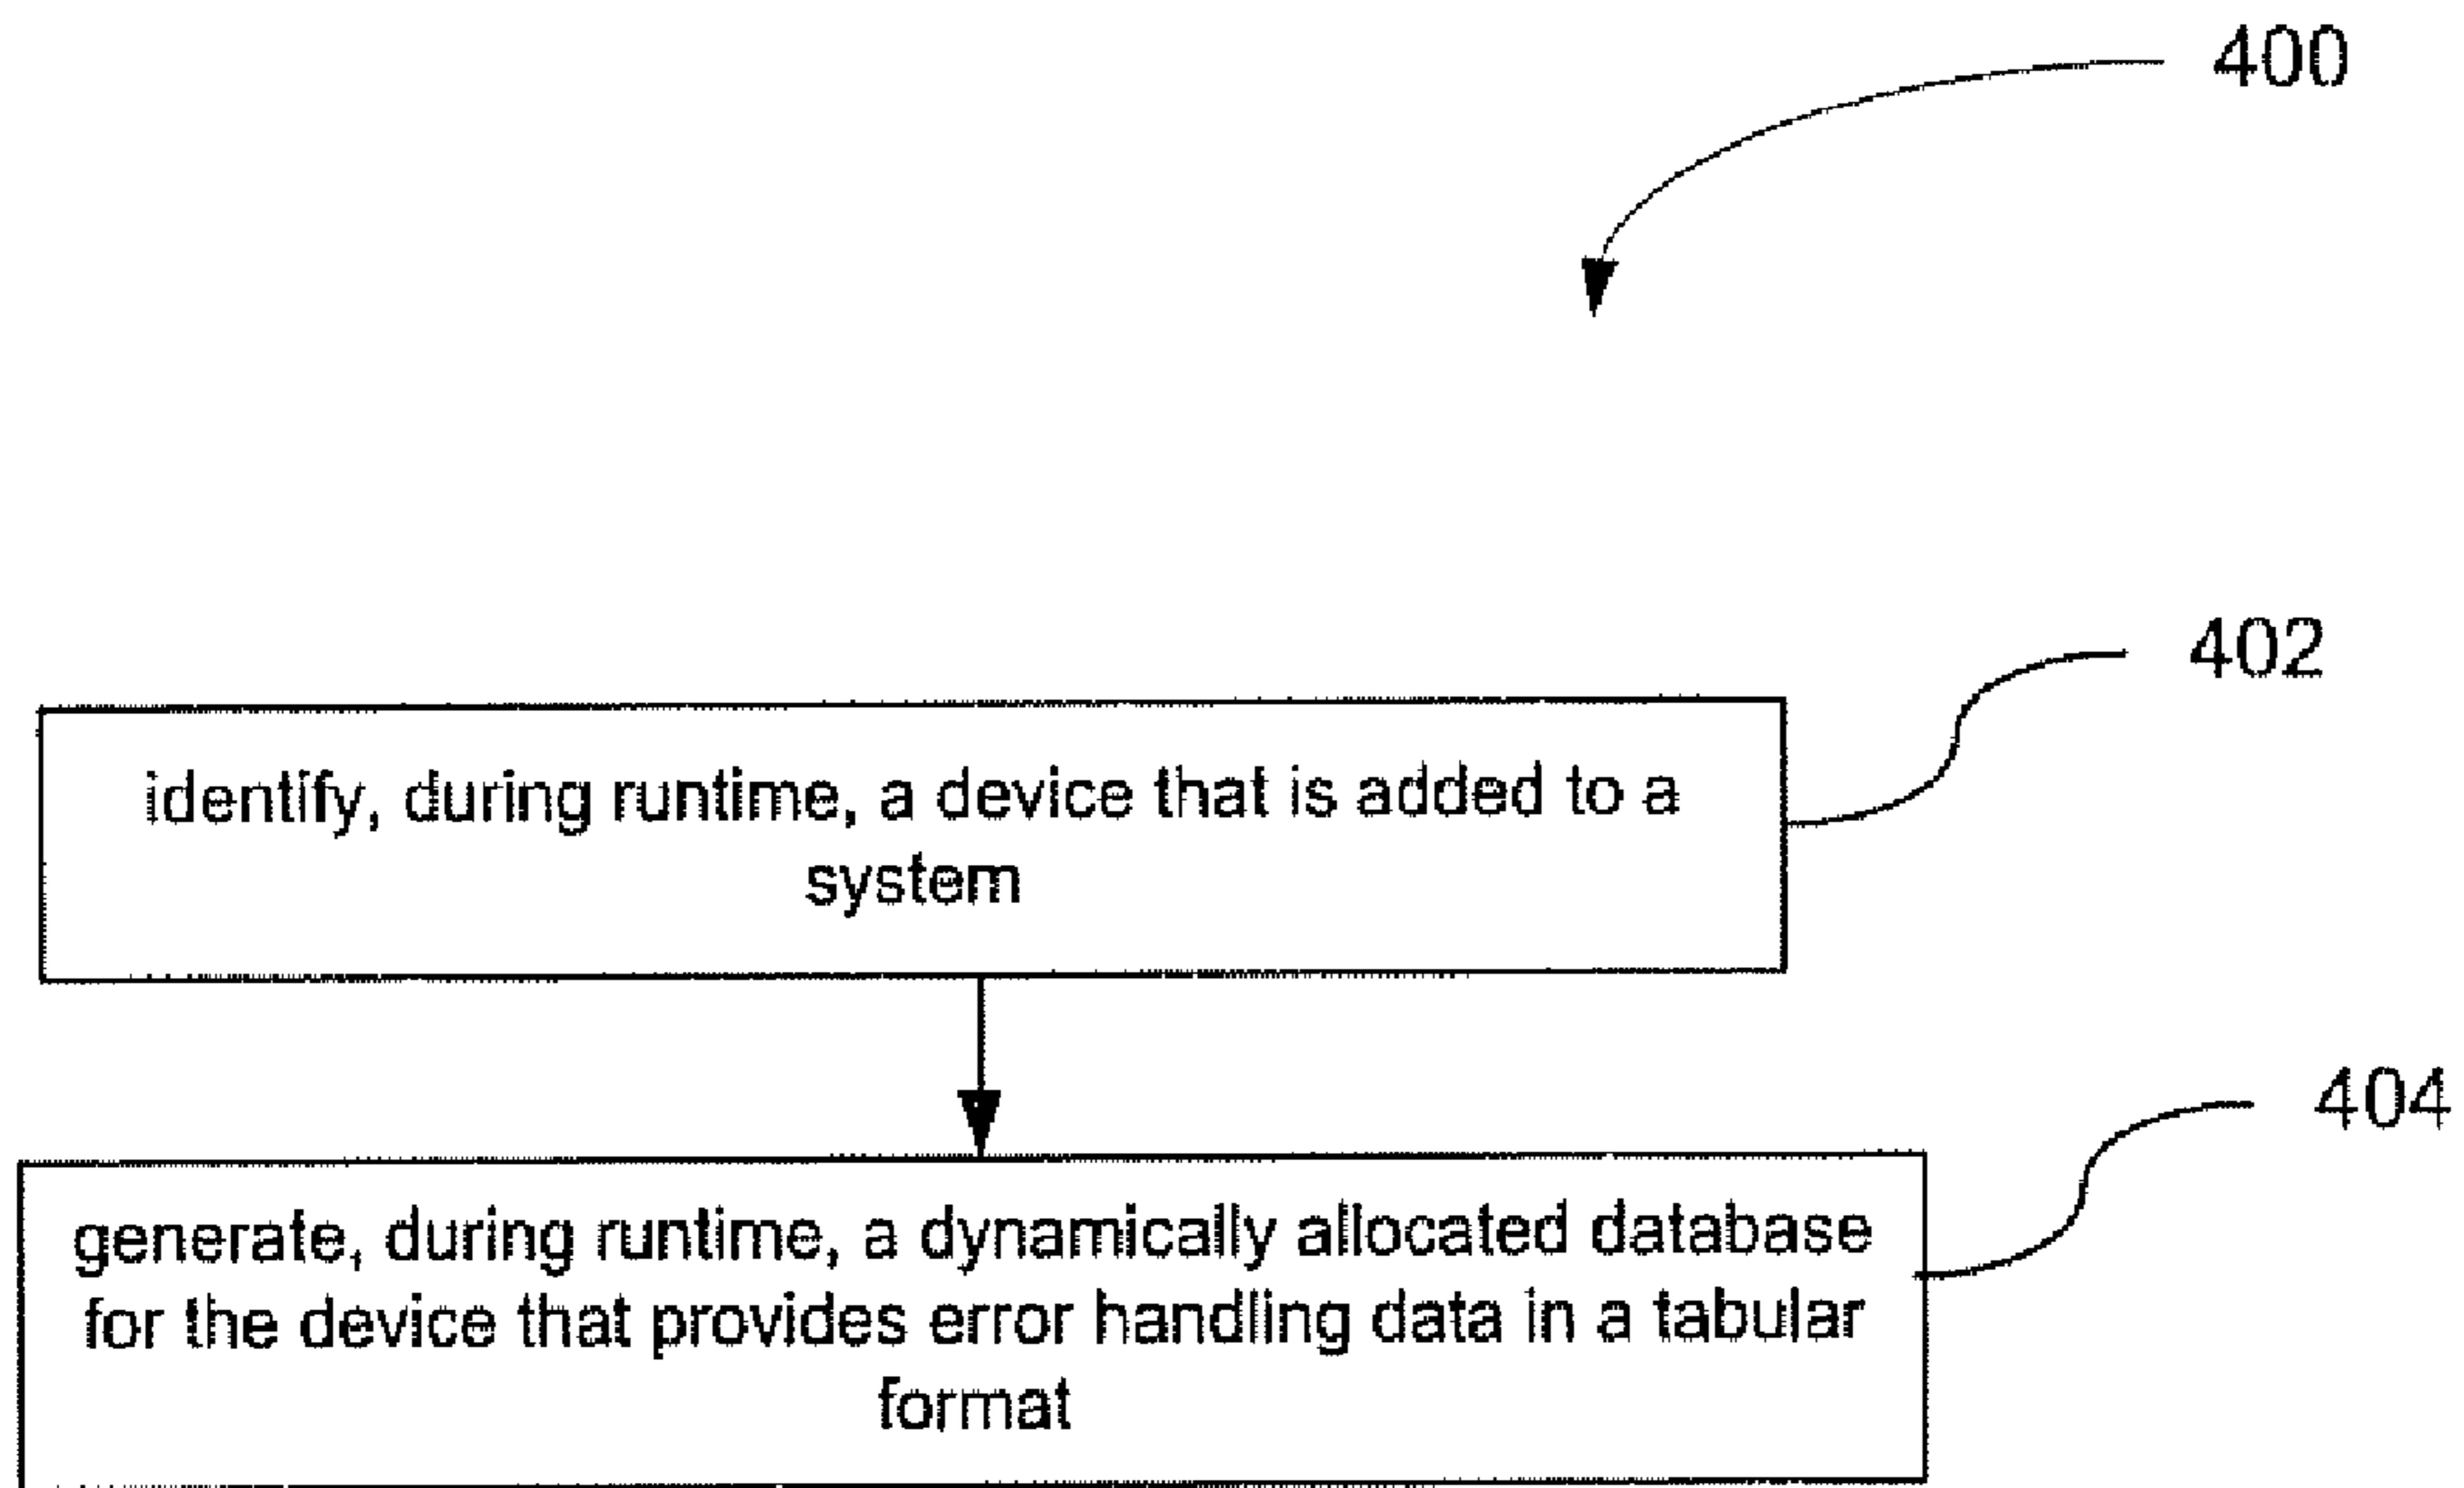 400
402
identify, during runtime, a device that is added to a
system
404
generate, during runtime, a dynamically allocated database
for the device that provides error handling data in a tabular
format